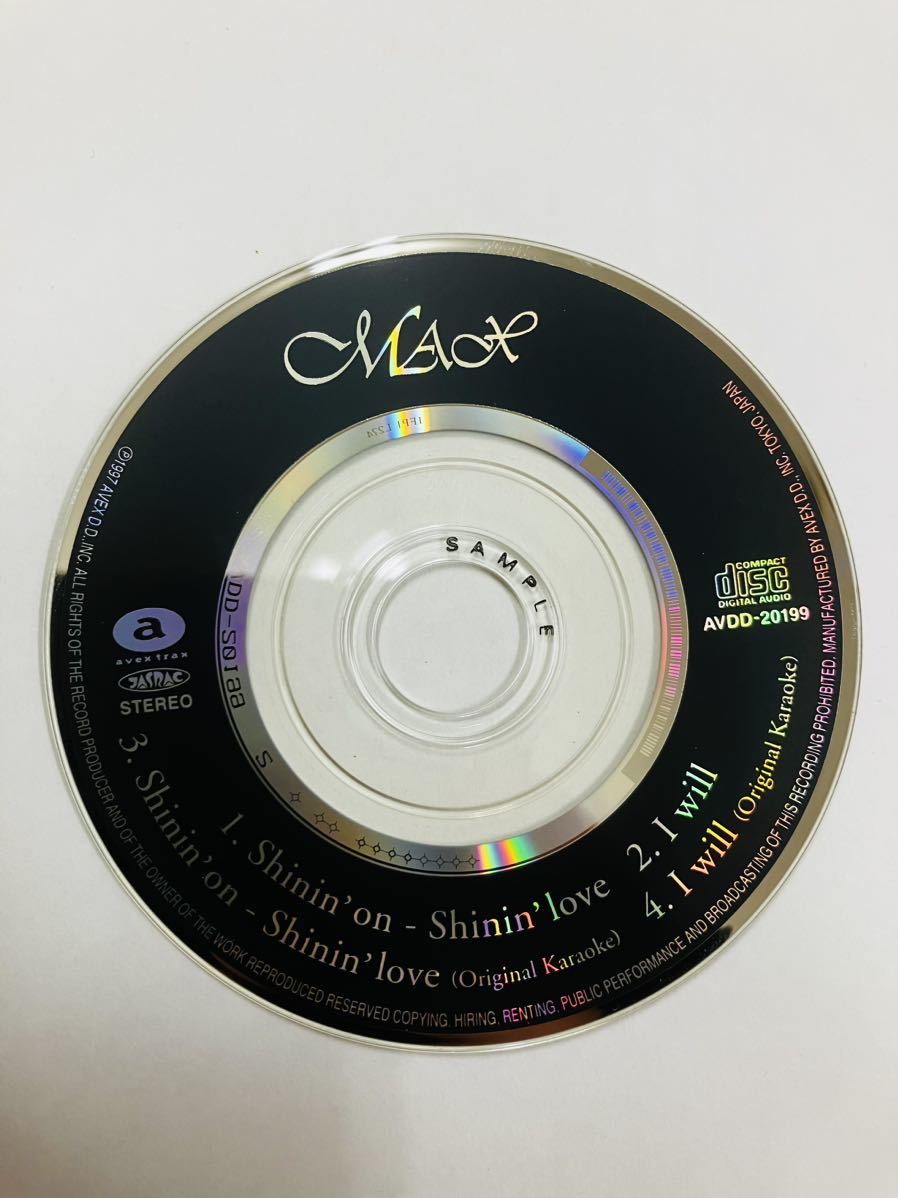 MAX
IFPI L274
SAMPLE
COMPACT
disc
DIGITAL AUDIO
AVDD-20199
a
avex trax
JASRAC
STEREO
1. Shinin' on - Shinin' love
2. I will
3. Shinin' on - Shinin' love (Original Karaoke)
4. I will (Original Karaoke)
Ⓟ1997 AVEX D.D., INC. ALL RIGHTS OF THE RECORD PRODUCER AND OF THE OWNER OF THE WORK REPRODUCED RESERVED COPYING, HIRING, RENTING, PUBLIC PERFORMANCE AND BROADCASTING OF THIS RECORDING PROHIBITED. MANUFACTURED BY AVEX D.D., INC. TOKYO. JAPAN